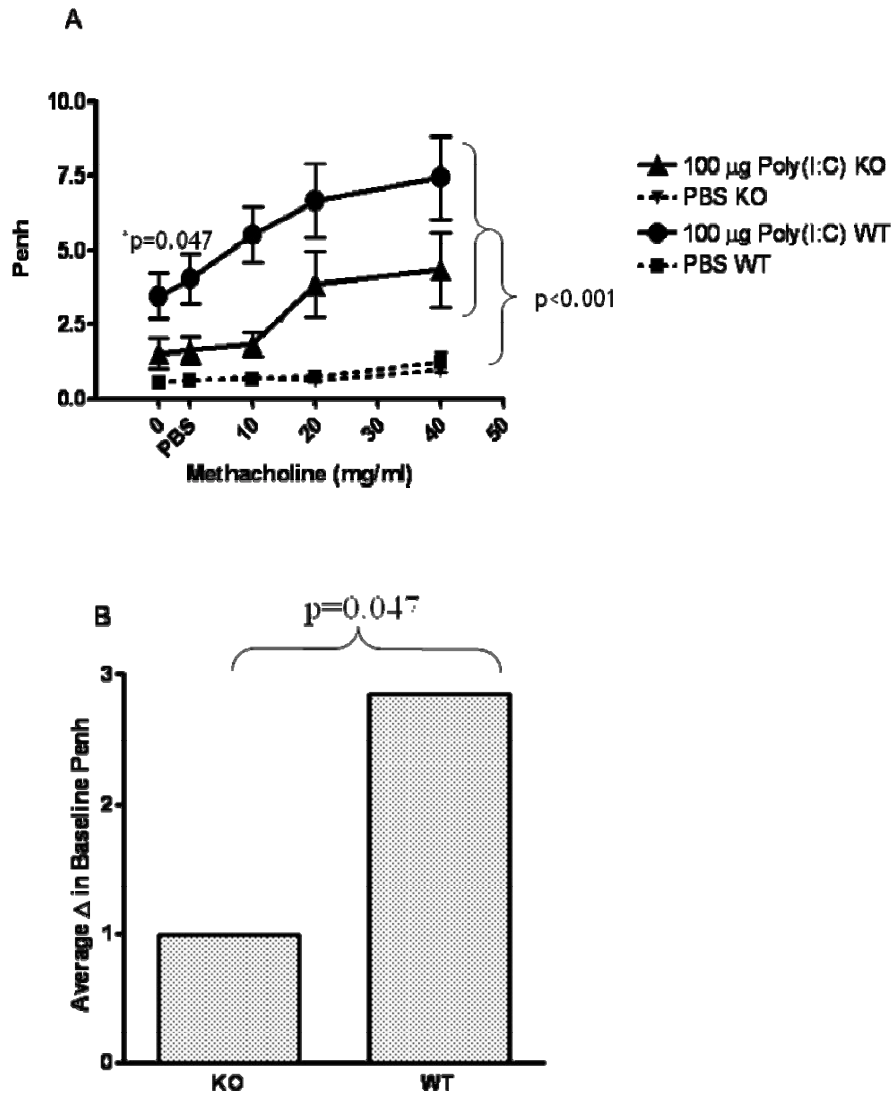 A
10.0
7.5
5.0
2.5
0.0
Penh
*p=0.047
p<0.001
100 µg Poly(I:C) KO
PBS KO
100 µg Poly(I:C) WT
PBS WT
0
PBS
10
20
30
40
50
Methacholine (mg/ml)
B
p=0.047
3
2
1
0
Average Δ in Baseline Penh
KO
WT